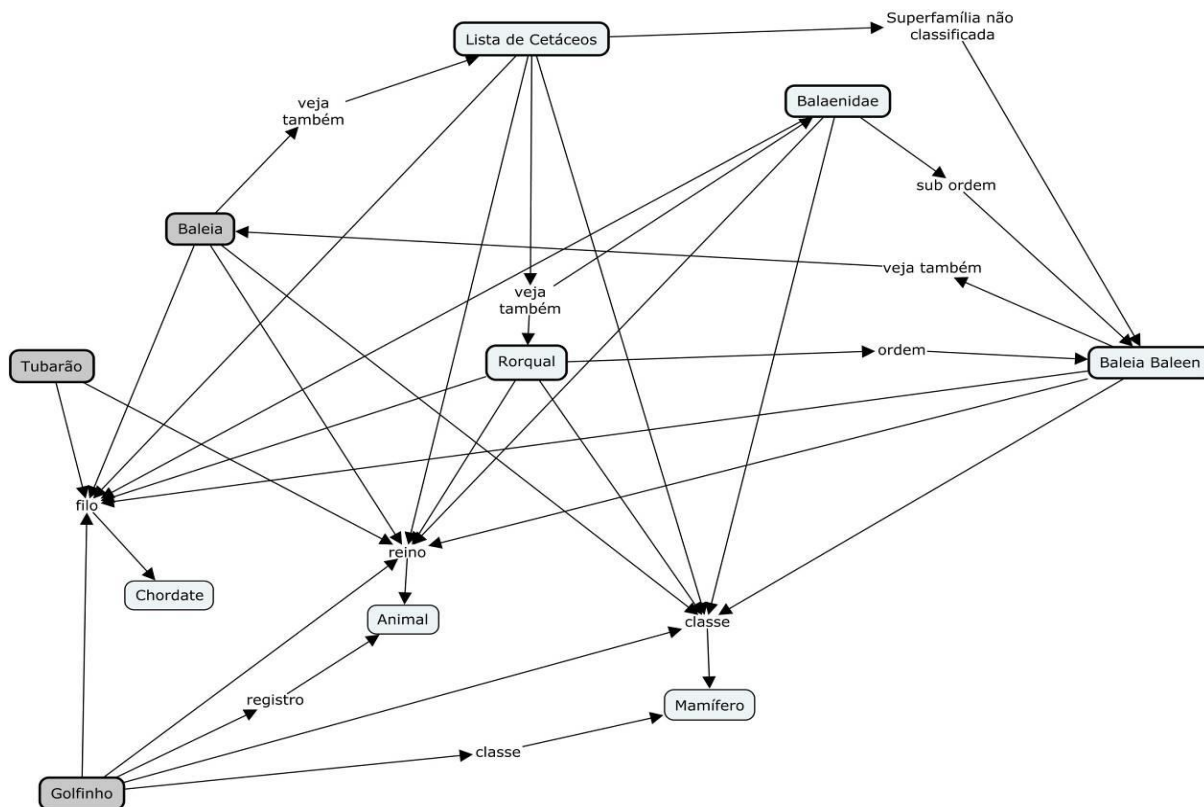 Superfamília não
classificada
Lista de Cetáceos
veja
também
Balaenidae
sub ordem
Baleia
veja também
veja
também
Tubarão
Rorqual
ordem
Baleia Baleen
filo
reino
Chordate
Animal
classe
registro
Mamífero
classe
Golfinho